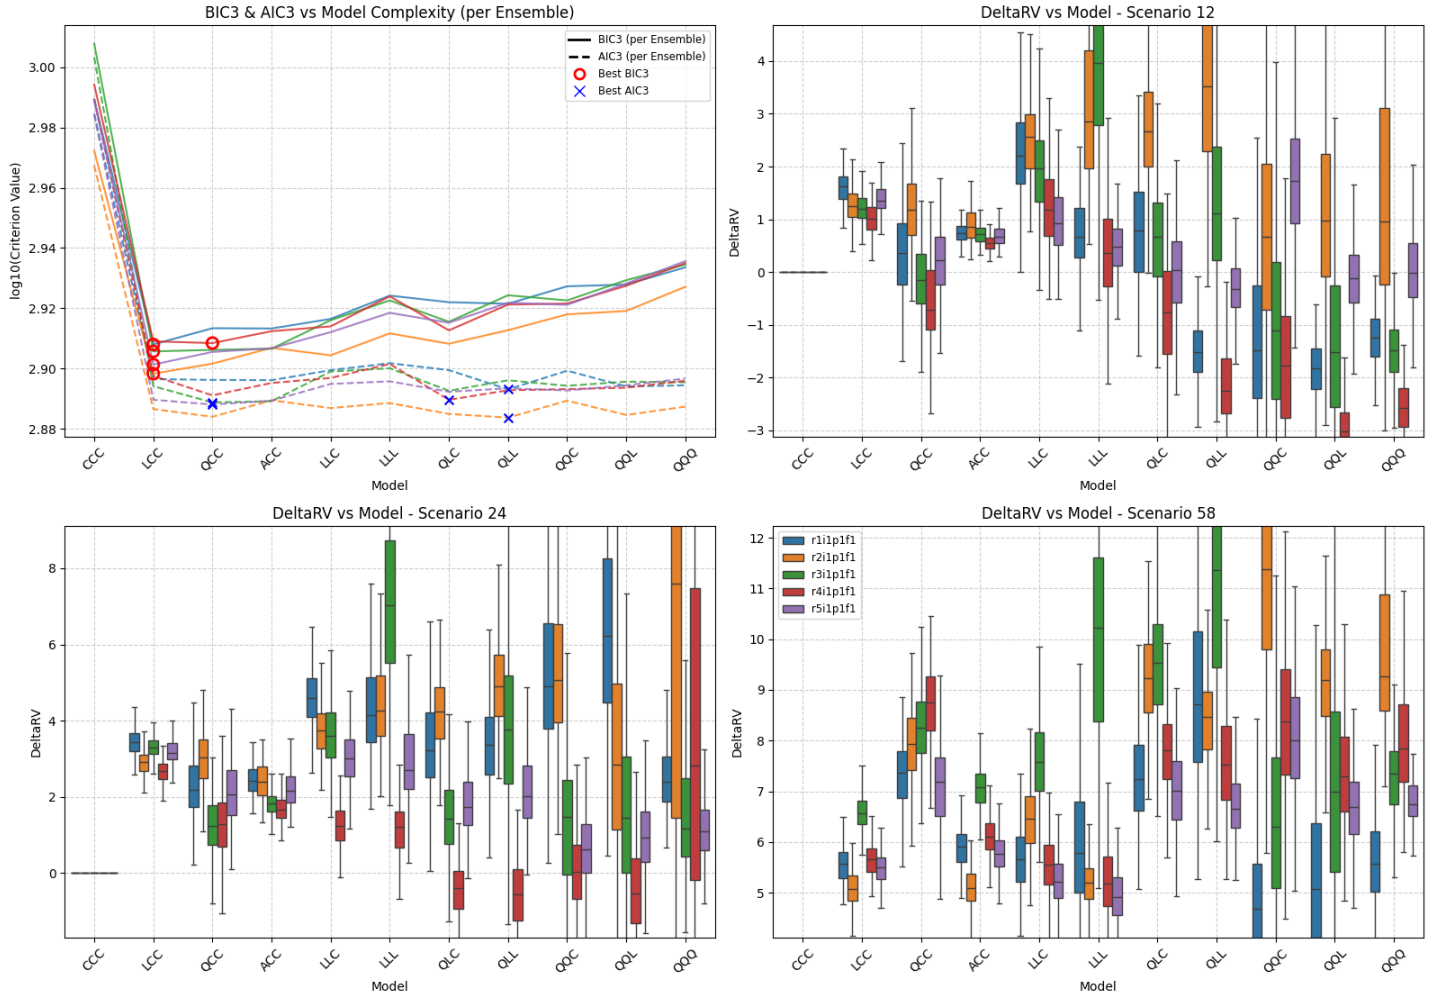 BIC3 & AIC3 vs Model Complexity (per Ensemble)
log10(Criterion Value)
3.00
2.98
2.96
2.94
2.92
2.90
2.88
BIC3 (per Ensemble)
AIC3 (per Ensemble)
Best BIC3
Best AIC3
CCC LCC QCC ACC LLC LLL QLC QLL QQC QQL QQQ
Model
DeltaRV vs Model - Scenario 12
DeltaRV
4
3
2
1
0
−1
−2
−3
CCC LCC QCC ACC LLC LLL QLC QLL QQC QQL QQQ
Model
DeltaRV vs Model - Scenario 24
DeltaRV
8
6
4
2
0
CCC LCC QCC ACC LLC LLL QLC QLL QQC QQL QQQ
Model
DeltaRV vs Model - Scenario 58
DeltaRV
12
11
10
9
8
7
6
5
r1i1p1f1
r2i1p1f1
r3i1p1f1
r4i1p1f1
r5i1p1f1
CCC LCC QCC ACC LLC LLL QLC QLL QQC QQL QQQ
Model